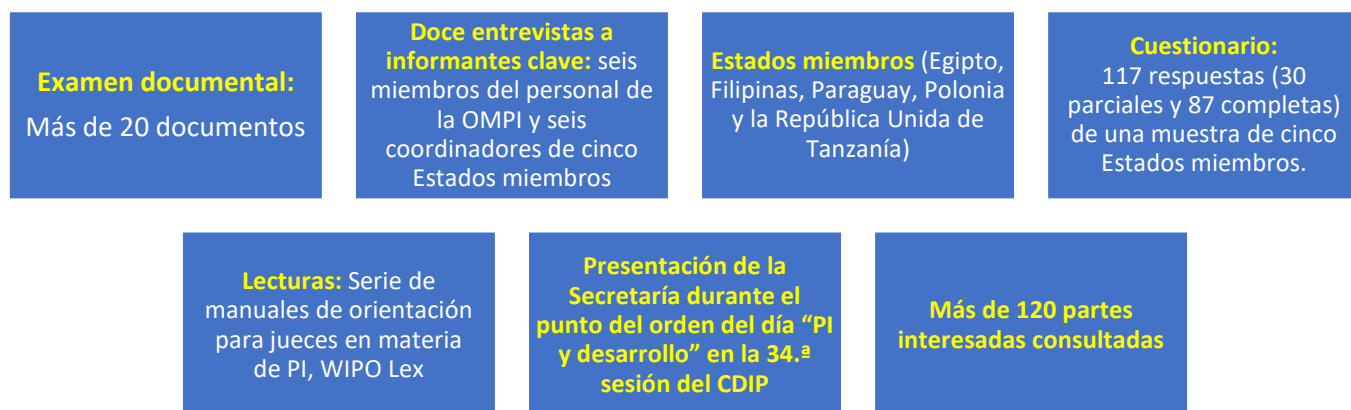 Examen documental:
Más de 20 documentos
Doce entrevistas a
informantes clave: seis
miembros del personal de
la OMPI y seis
coordinadores de cinco
Estados miembros
Estados miembros (Egipto,
Filipinas, Paraguay, Polonia
y la República Unida de
Tanzanía)
Cuestionario:
117 respuestas (30
parciales y 87 completas)
de una muestra de cinco
Estados miembros.
Lecturas: Serie de
manuales de orientación
para jueces en materia
de PI, WIPO Lex
Presentación de la
Secretaría durante el
punto del orden del día “PI
y desarrollo” en la 34.ª
sesión del CDIP
Más de 120 partes
interesadas consultadas